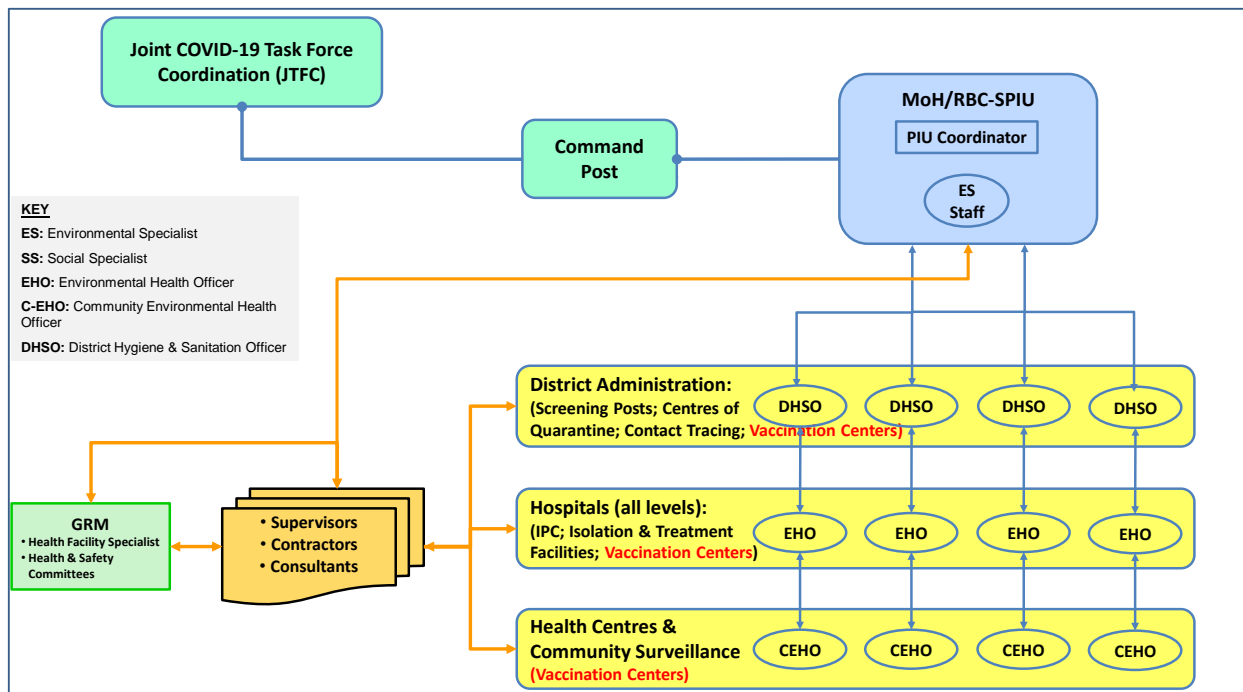 Joint COVID-19 Task Force
Coordination (JTFC)
MoH/RBC-SPIU
PIU Coordinator
ES
Staff
Command
Post
KEY
ES: Environmental Specialist
SS: Social Specialist
EHO: Environmental Health Officer
C-EHO: Community Environmental Health
Officer
DHSO: District Hygiene & Sanitation Officer
District Administration:
(Screening Posts; Centres of
Quarantine; Contact Tracing; Vaccination Centers)
DHSO
DHSO
DHSO
DHSO
GRM
• Health Facility Specialist
• Health & Safety
Committees
• Supervisors
• Contractors
• Consultants
Hospitals (all levels):
(IPC; Isolation & Treatment
Facilities; Vaccination Centers)
EHO
EHO
EHO
EHO
Health Centres &
Community Surveillance
(Vaccination Centers)
CEHO
CEHO
CEHO
CEHO